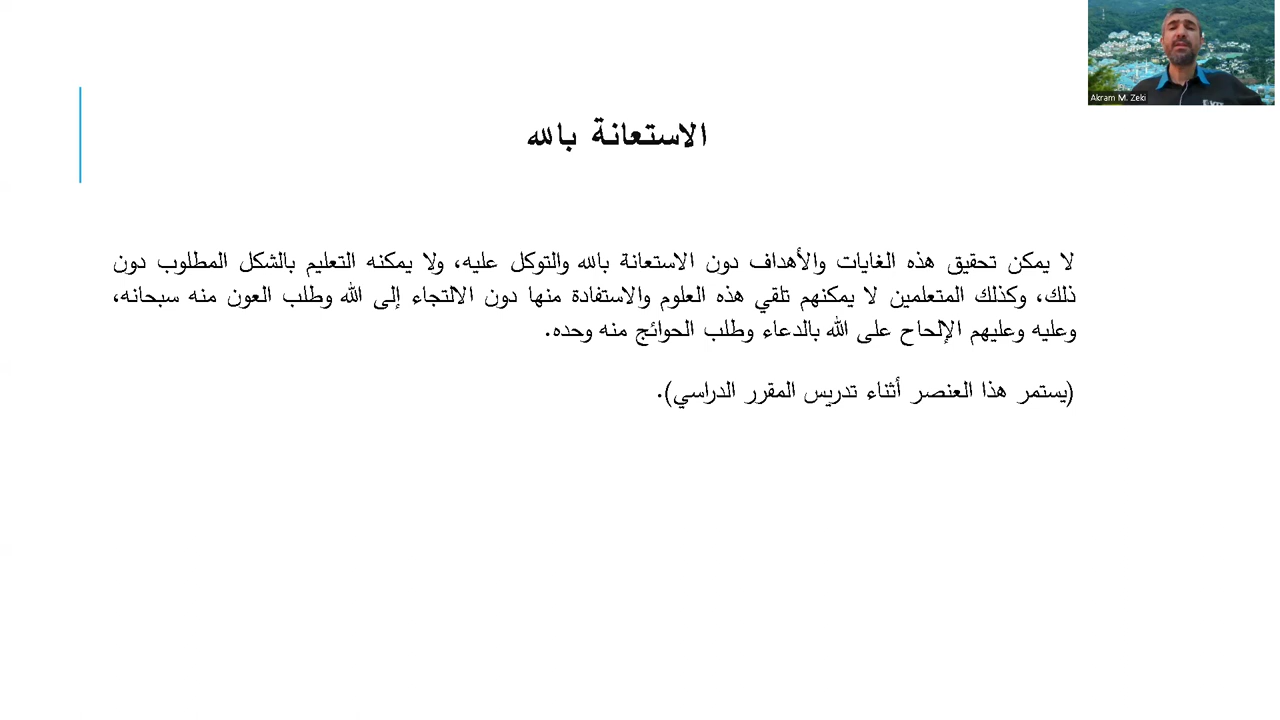 Akram M. Zeki
الاستعانة بالله
لا يمكن تحقيق هذه الغايات والأهداف دون الاستعانة بالله والتوكل عليه، ولا يمكنه التعليم بالشكل المطلوب دون
ذلك، وكذلك المتعلمين لا يمكنهم تلقي هذه العلوم والاستفادة منها دون الالتجاء إلى الله وطلب العون منه سبحانه،
وعليه وعليهم الإلحاح على الله بالدعاء وطلب الحوائج منه وحده.
(يستمر هذا العنصر أثناء تدريس المقرر الدراسي).